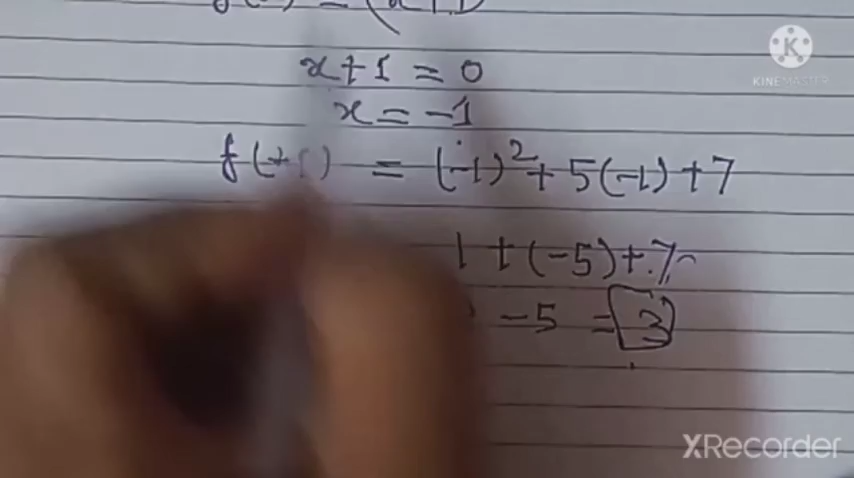 x+1 = 0
K
KINEMASTER
x = -1
= (-1)²+ 5(-1) +7
1 + (-5) +7
-5 = 3
XRecorder